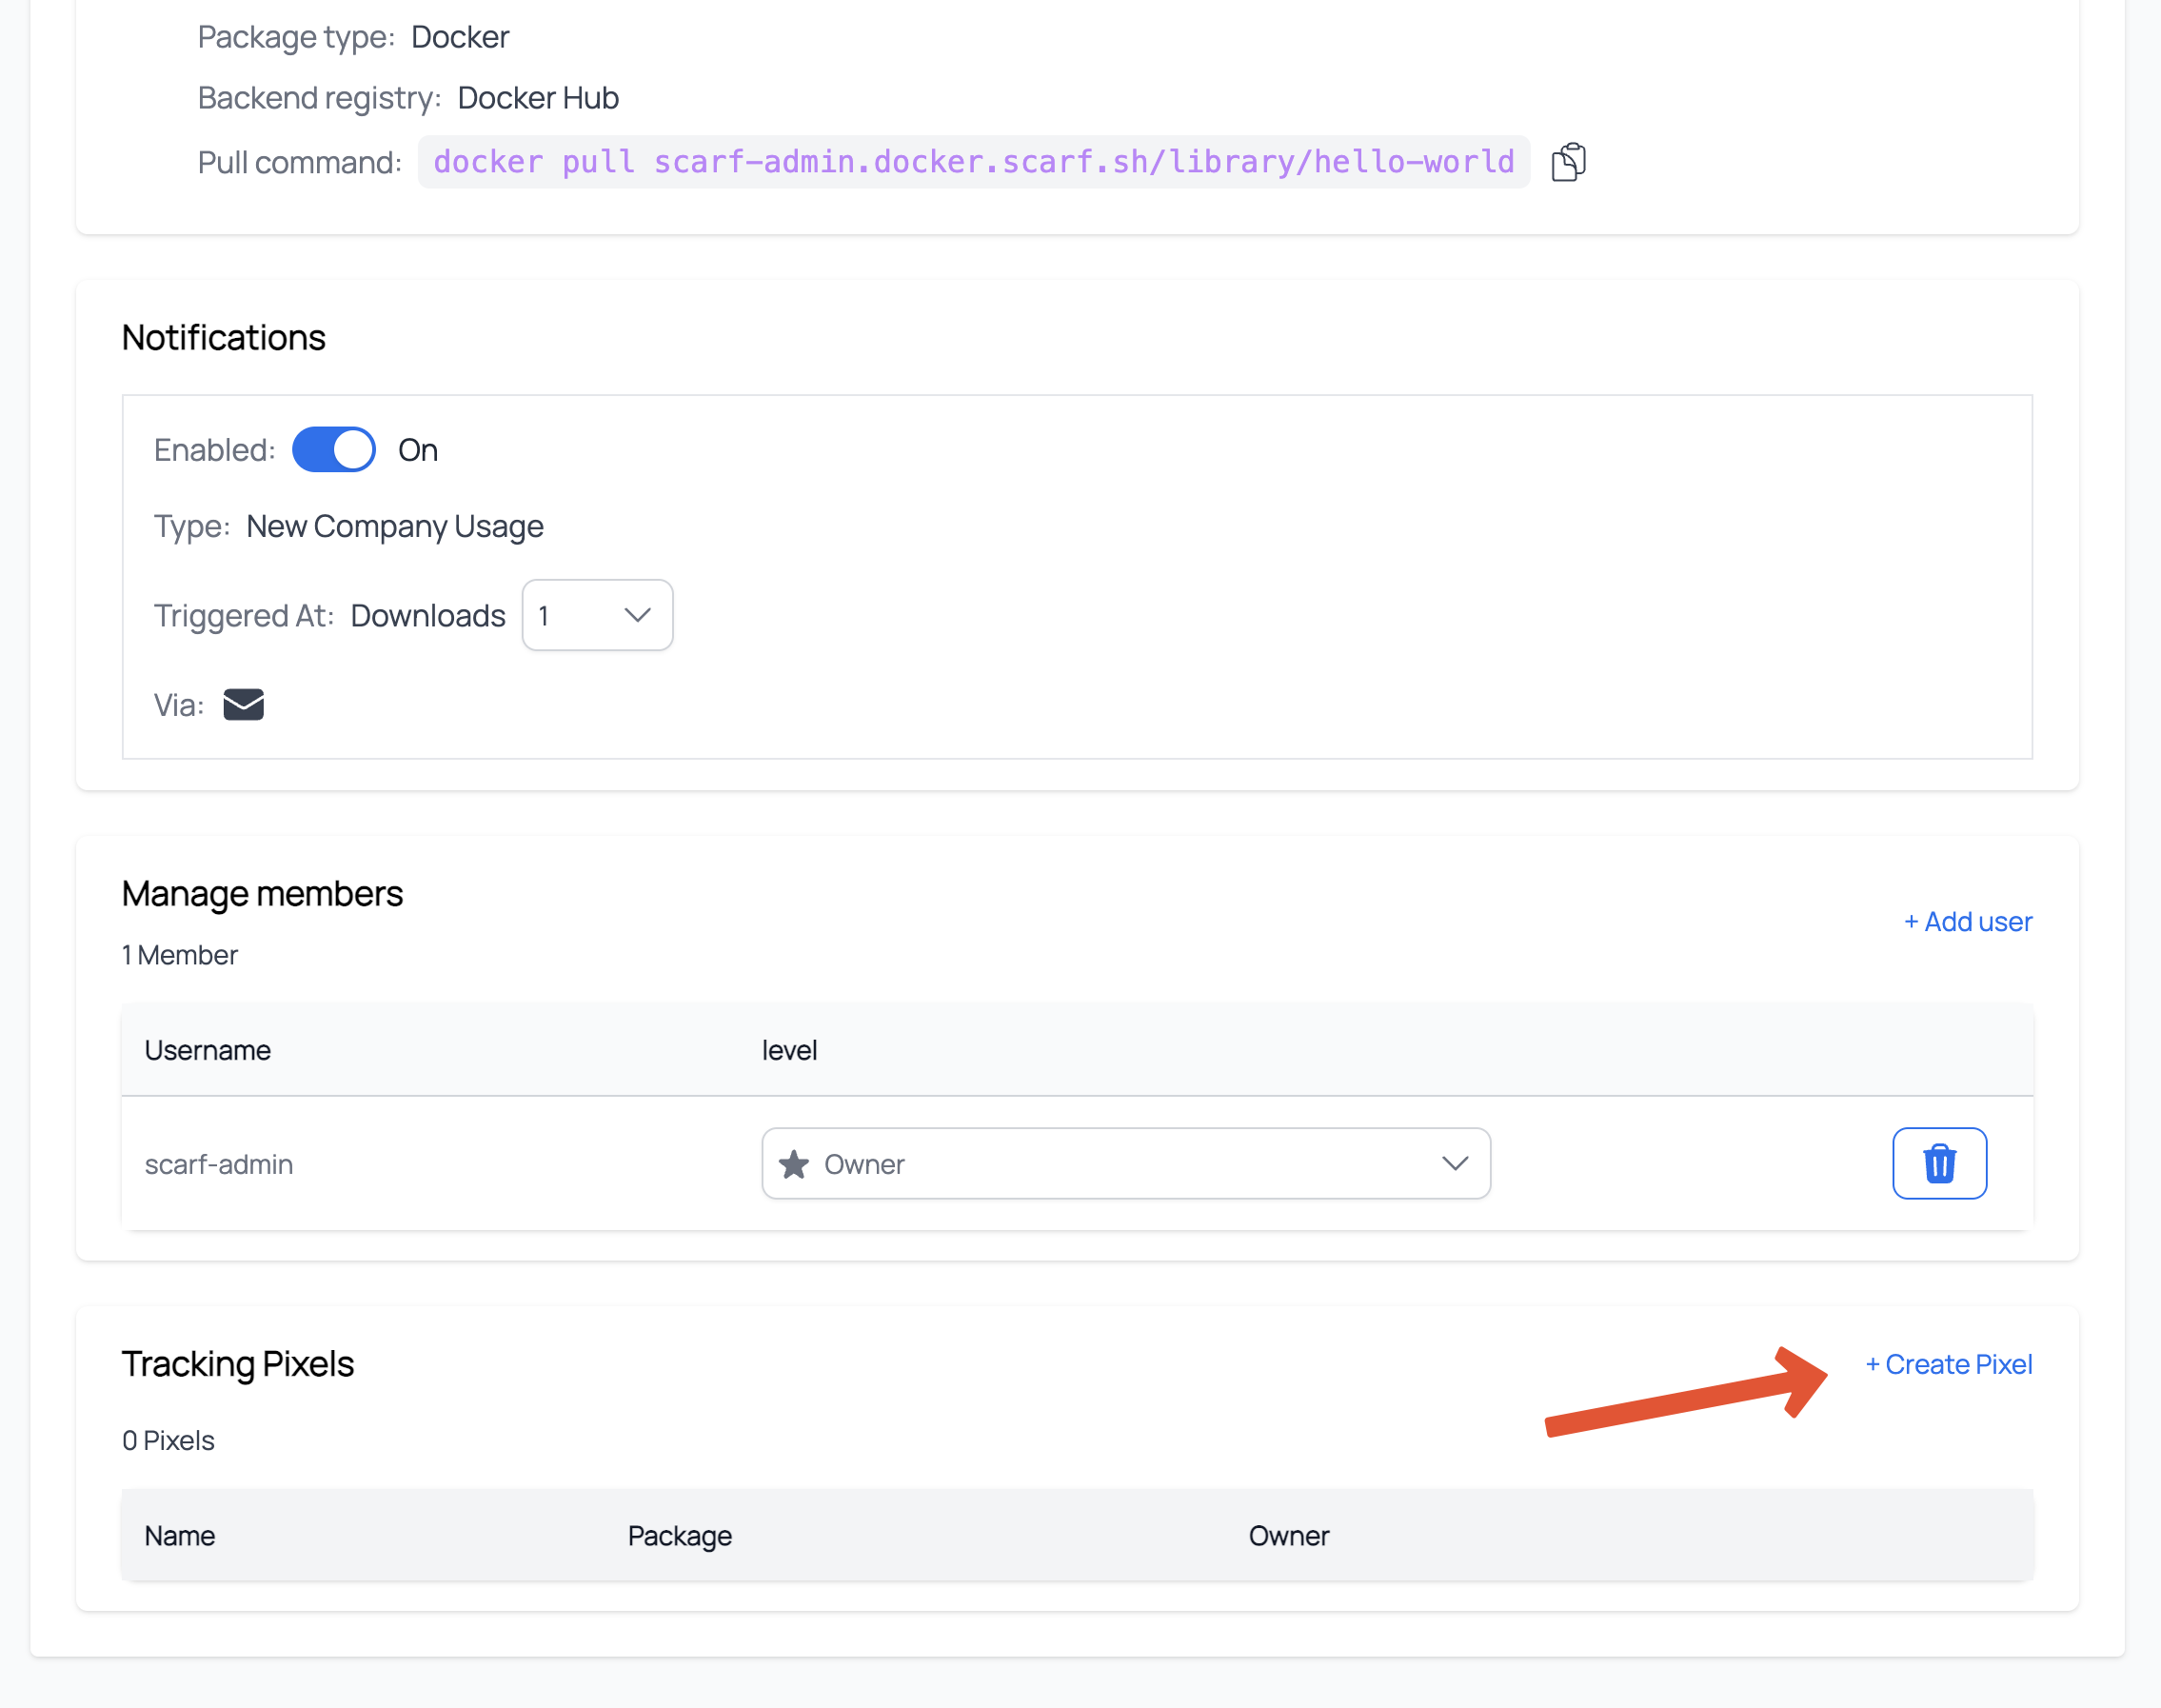 Package type: Docker
Backend registry: Docker Hub
Pull command: docker pull scarf-admin.docker.scarf.sh/library/hello-world
Notifications
Enabled: On
Type: New Company Usage
Triggered At: Downloads 1
Via:
Manage members
+ Add user
1 Member
Username level
scarf-admin Owner
Tracking Pixels + Create Pixel
0 Pixels
Name Package Owner